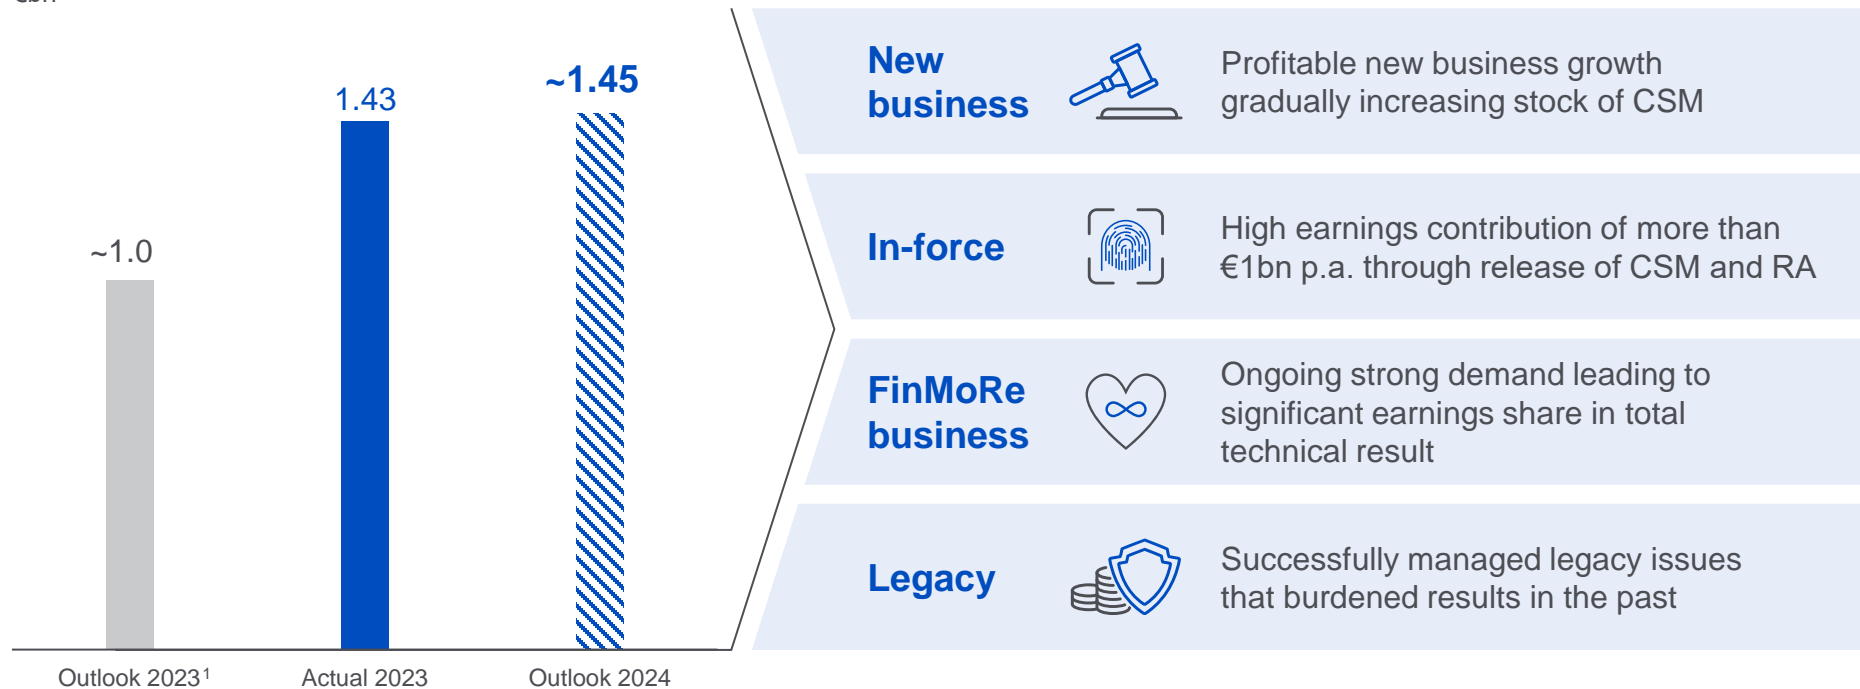 ~1.0
1.43
~1.45
Outlook 2023¹
Actual 2023
Outlook 2024
New
business
Profitable new business growth
gradually increasing stock of CSM
In-force
High earnings contribution of more than
€1bn p.a. through release of CSM and RA
FinMoRe
business
Ongoing strong demand leading to
significant earnings share in total
technical result
Legacy
Successfully managed legacy issues
that burdened results in the past